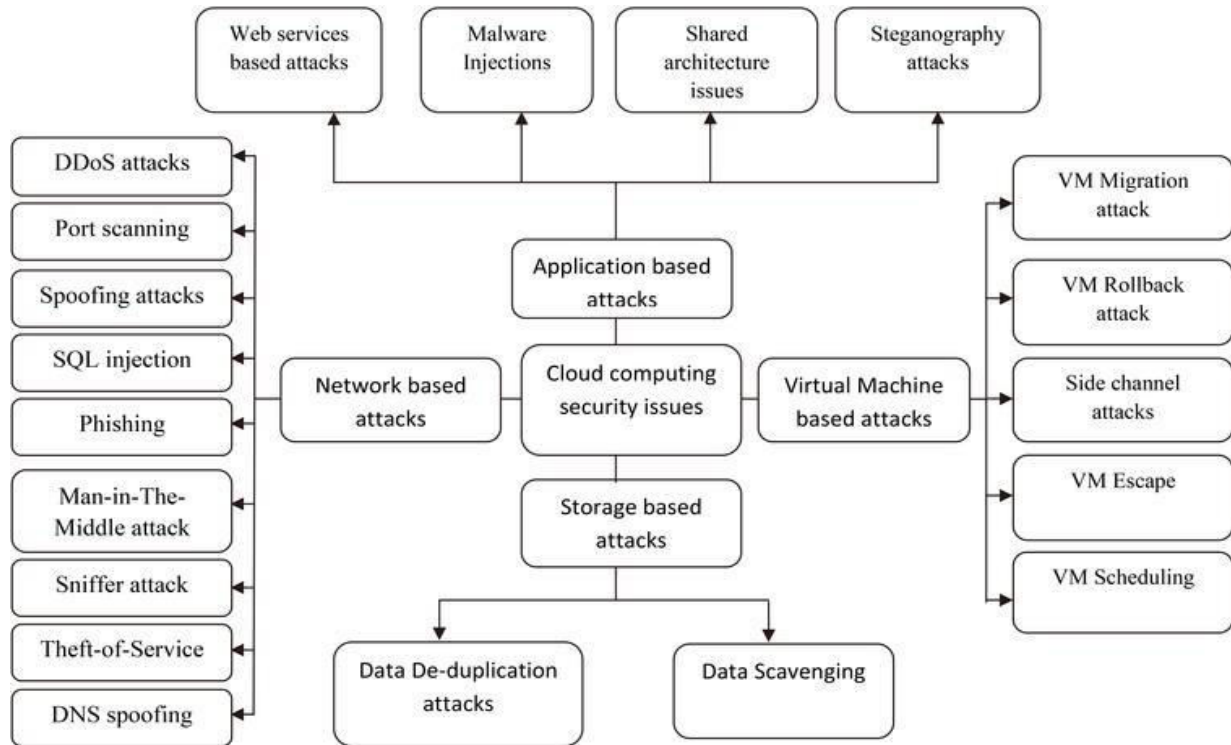 Web services
based attacks
Malware
Injections
Shared
architecture
issues
Steganography
attacks
DDoS attacks
Port scanning
Spoofing attacks
SQL injection
Phishing
Man-in-The-
Middle attack
Sniffer attack
Theft-of-Service
DNS spoofing
Application based
attacks
Network based
attacks
Cloud computing
security issues
Virtual Machine
based attacks
Storage based
attacks
Data De-duplication
attacks
Data Scavenging
VM Migration
attack
VM Rollback
attack
Side channel
attacks
VM Escape
VM Scheduling